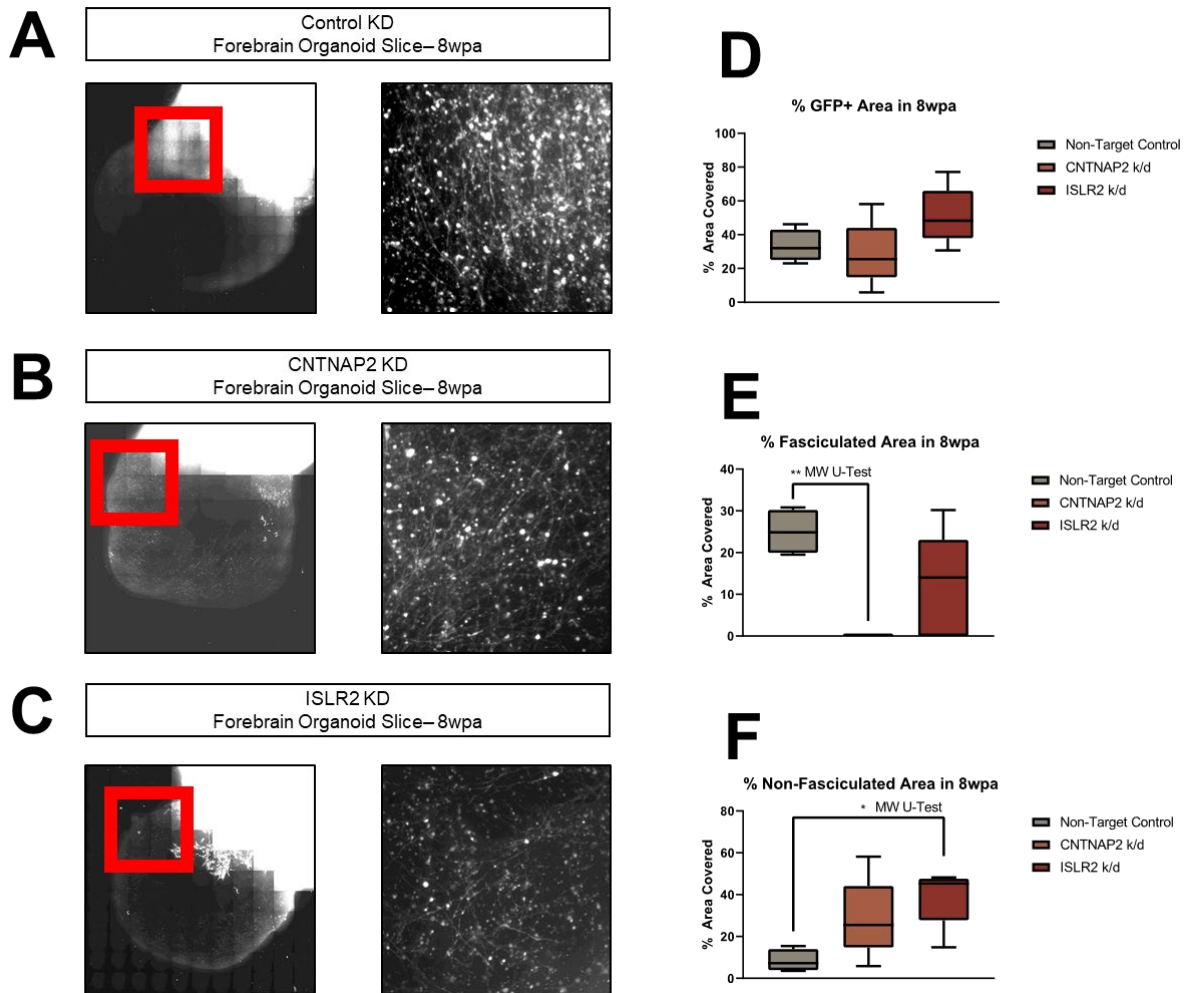 A
Control KD
Forebrain Organoid Slice– 8wpa
B
CNTNAP2 KD
Forebrain Organoid Slice– 8wpa
C
ISLR2 KD
Forebrain Organoid Slice– 8wpa
D
% GFP+ Area in 8wpa
% Area Covered
100
80
60
40
20
0
Non-Target Control
CNTNAP2 k/d
ISLR2 k/d
E
% Fasciculated Area in 8wpa
** MW U-Test
% Area Covered
40
30
20
10
0
Non-Target Control
CNTNAP2 k/d
ISLR2 k/d
F
% Non-Fasciculated Area in 8wpa
* MW U-Test
% Area Covered
80
60
40
20
0
Non-Target Control
CNTNAP2 k/d
ISLR2 k/d